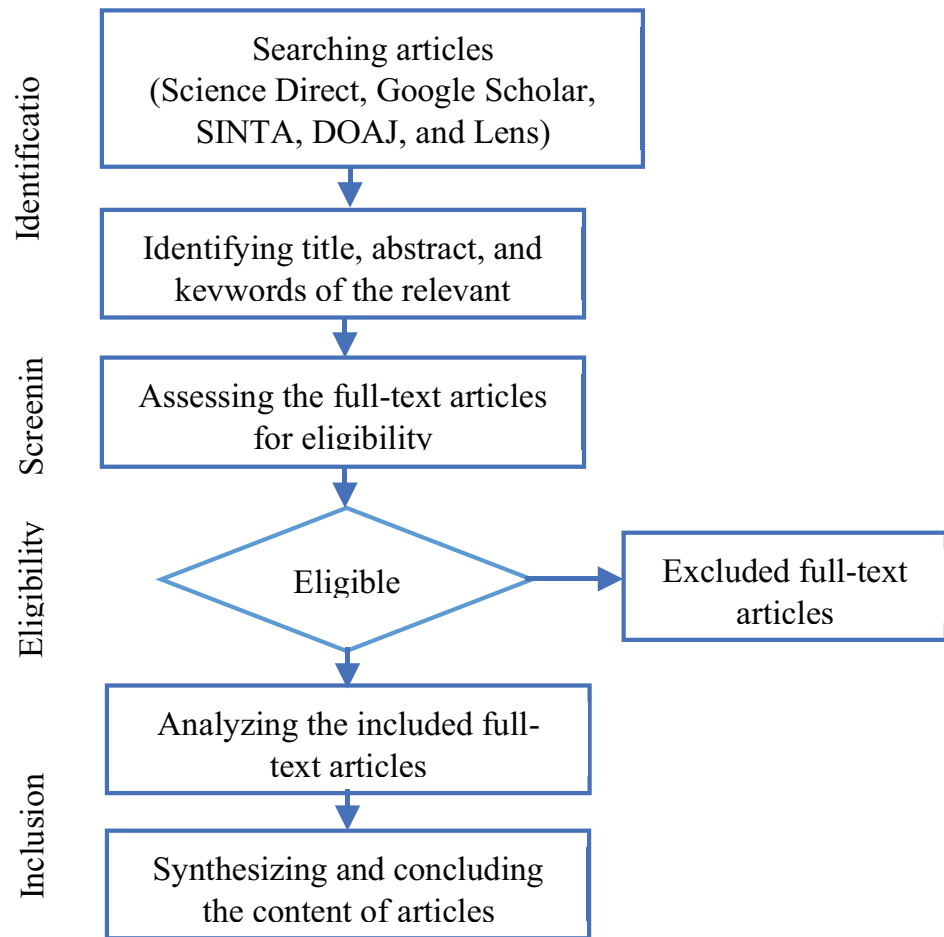 Identificatio
Searching articles
(Science Direct, Google Scholar,
SINTA, DOAJ, and Lens)
Identifying title, abstract, and
keywords of the relevant
Screenin
Assessing the full-text articles
for eligibility
Eligibility
Eligible
Excluded full-text
articles
Inclusion
Analyzing the included full-
text articles
Synthesizing and concluding
the content of articles